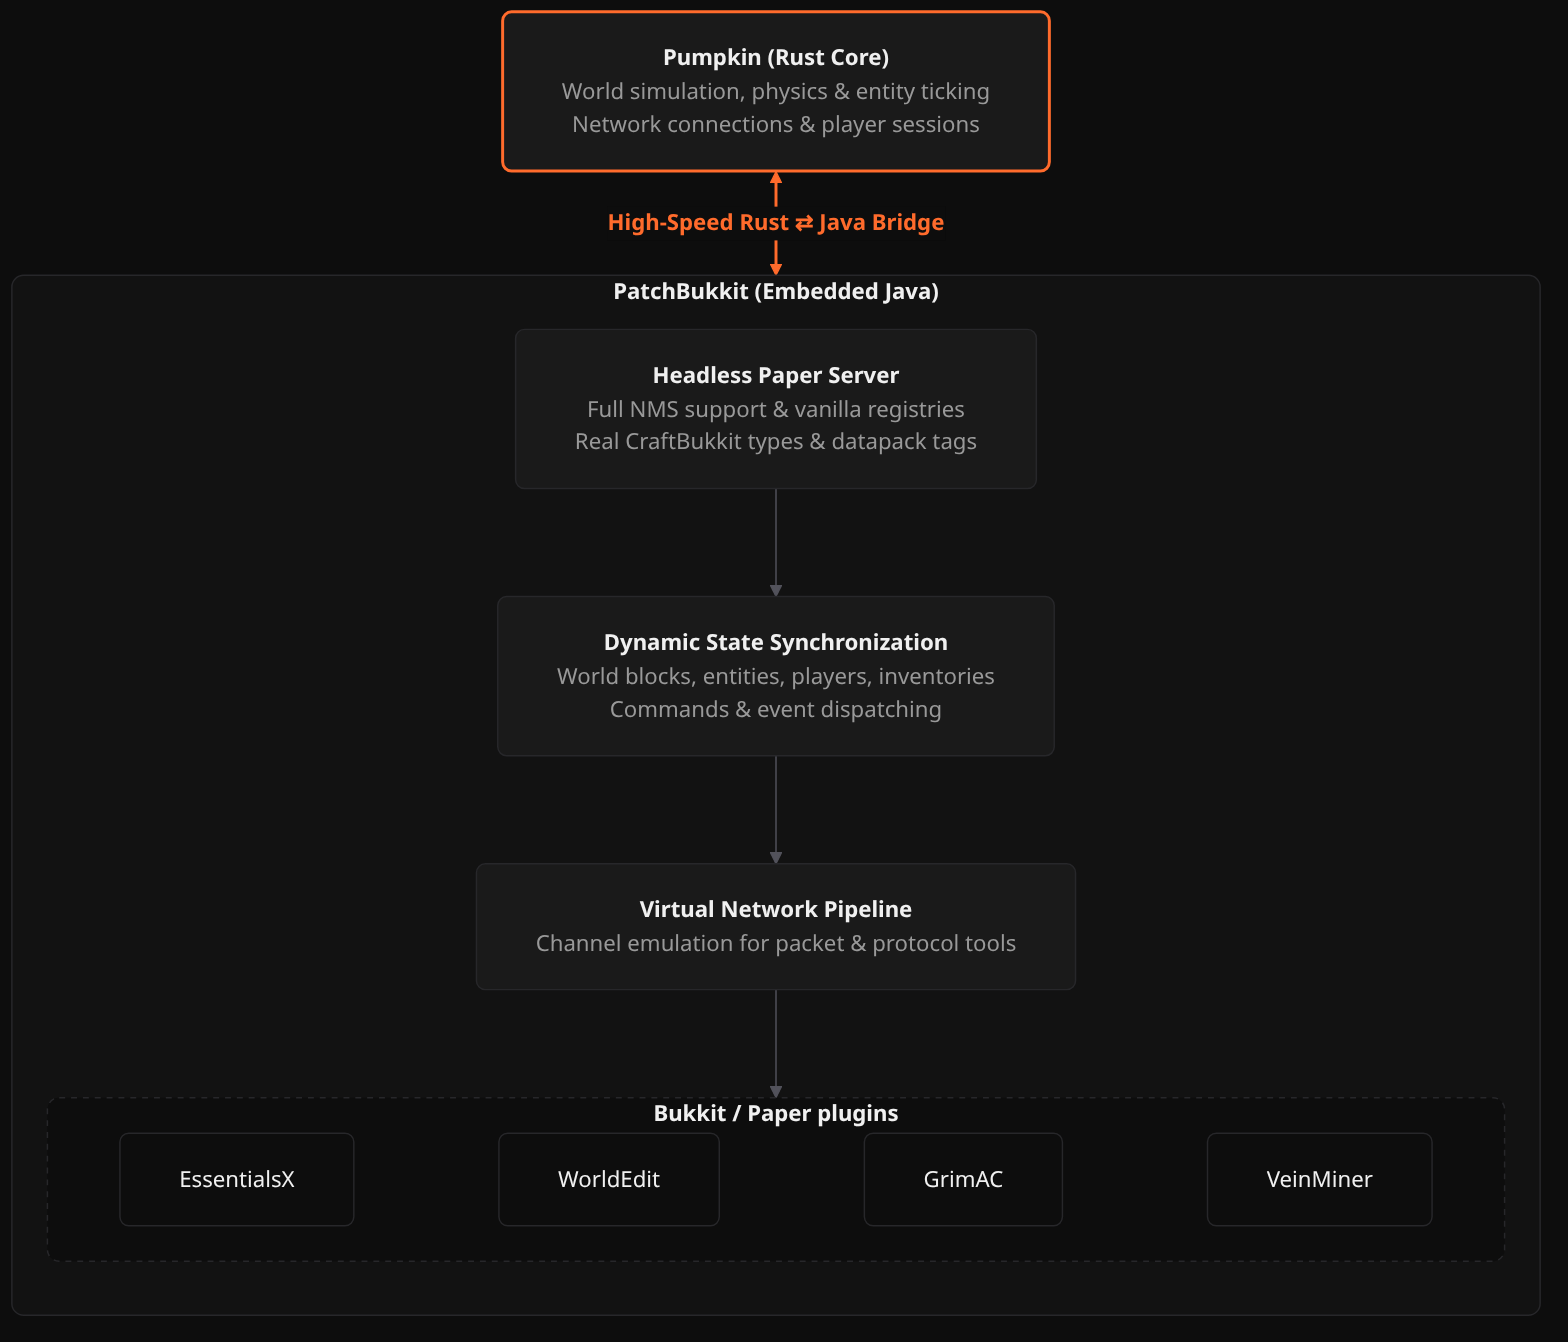 Pumpkin (Rust Core)
World simulation, physics & entity ticking
Network connections & player sessions
High-Speed Rust ⇄ Java Bridge
PatchBukkit (Embedded Java)
Headless Paper Server
Full NMS support & vanilla registries
Real CraftBukkit types & datapack tags
Dynamic State Synchronization
World blocks, entities, players, inventories
Commands & event dispatching
Virtual Network Pipeline
Channel emulation for packet & protocol tools
Bukkit / Paper plugins
EssentialsX
WorldEdit
GrimAC
VeinMiner